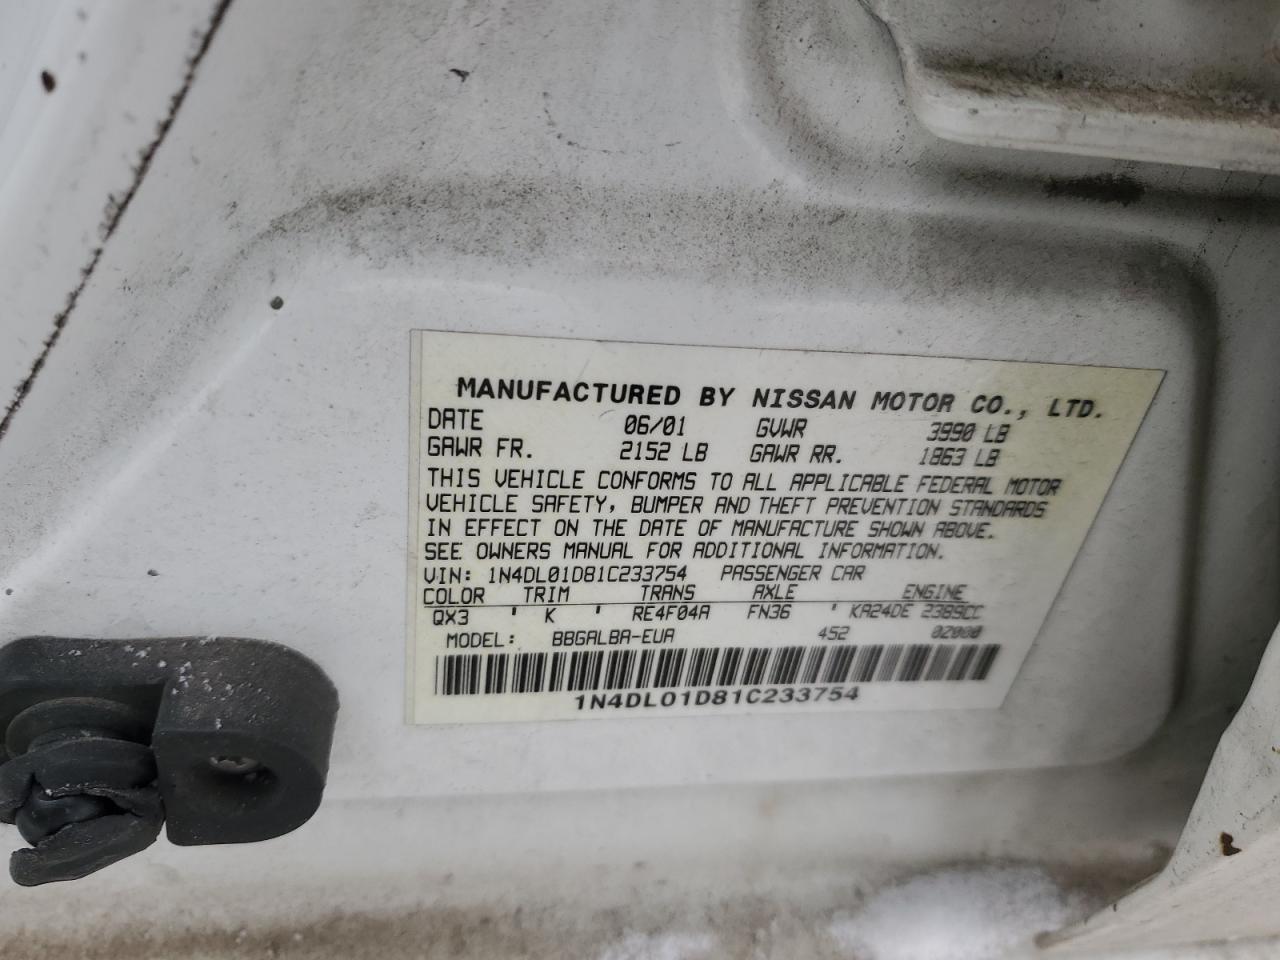 MANUFACTURED BY NISSAN MOTOR CO., LTD.
DATE 06/01 GVWR 3990 LB
GAWR FR. 2152 LB GAWR RR. 1863 LB
THIS VEHICLE CONFORMS TO ALL APPLICABLE FEDERAL MOTOR
VEHICLE SAFETY, BUMPER AND THEFT PREVENTION STANDARDS
IN EFFECT ON THE DATE OF MANUFACTURE SHOWN ABOVE.
SEE OWNERS MANUAL FOR ADDITIONAL INFORMATION.
VIN: 1N4DL01D81C233754 PASSENGER CAR
COLOR TRIM TRANS AXLE ENGINE
QX3 ' K ' RE4F04A FN36 ' KA24DE 2389CC
MODEL: BBGALBA-EUA 452 02000
1N4DL01D81C233754